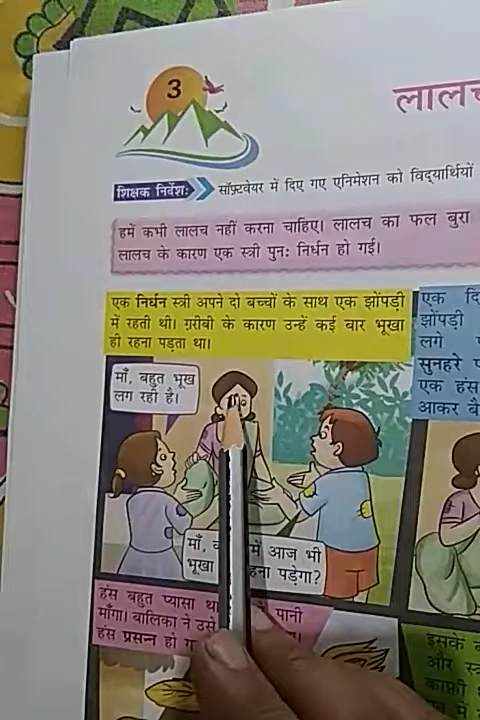 3
लालच
शिक्षक निर्देशः
सॉफ़्टवेयर में दिए गए एनिमेशन को विद्यार्थियों
हमें कभी लालच नहीं करना चाहिए। लालच का फल बुरा
लालच के कारण एक स्त्री पुनः निर्धन हो गई।
एक निर्धन स्त्री अपने दो बच्चों के साथ एक झोंपड़ी
में रहती थी। ग़रीबी के कारण उन्हें कई बार भूखा
ही रहना पड़ता था।
माँ, बहुत भूख
लग रही है।
माँ, में आज भी
भूखा पड़ेगा?
एक
झोंपड़ी
लगे
सुनहरे
एक हंस
आकर
हंस बहुत प्यासा पानी
माँगा। बालिका ने उसे
हंस प्रसन्न हो
इसके
और
काफ़ी